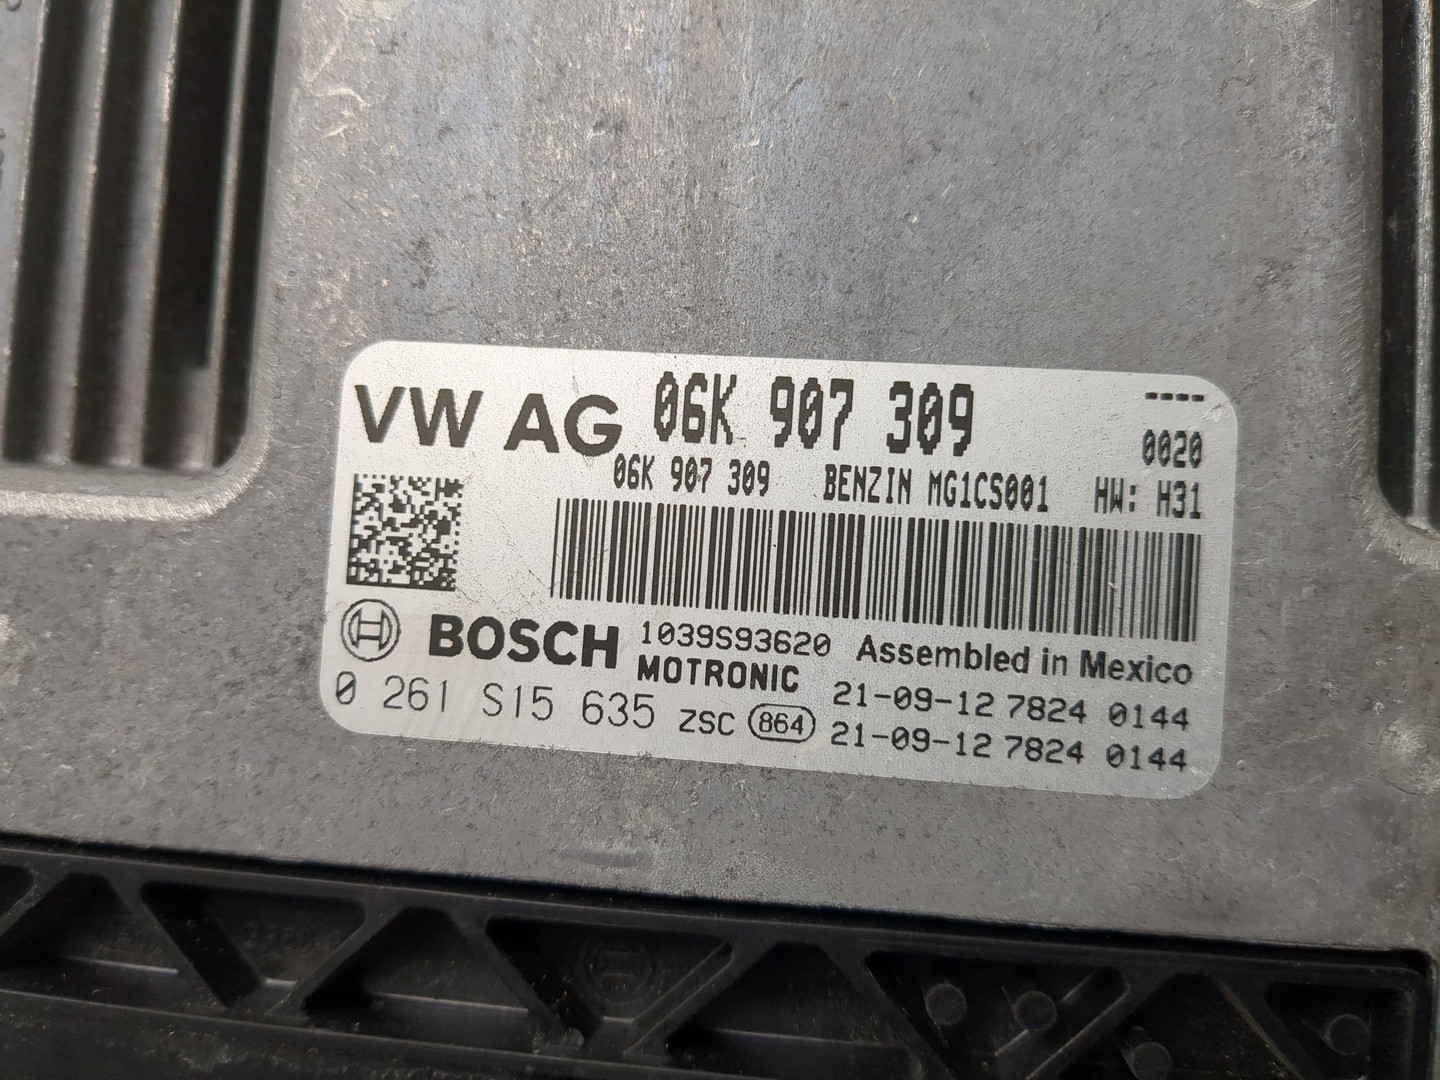 VW AG 06K 907 309 ----
0020
06K 907 309 BENZIN MG1CS001 HW: H31
BOSCH 1039S93620 Assembled in Mexico
MOTRONIC 21-09-12 7824 0144
0 261 S15 635 ZSC 864 21-09-12 7824 0144